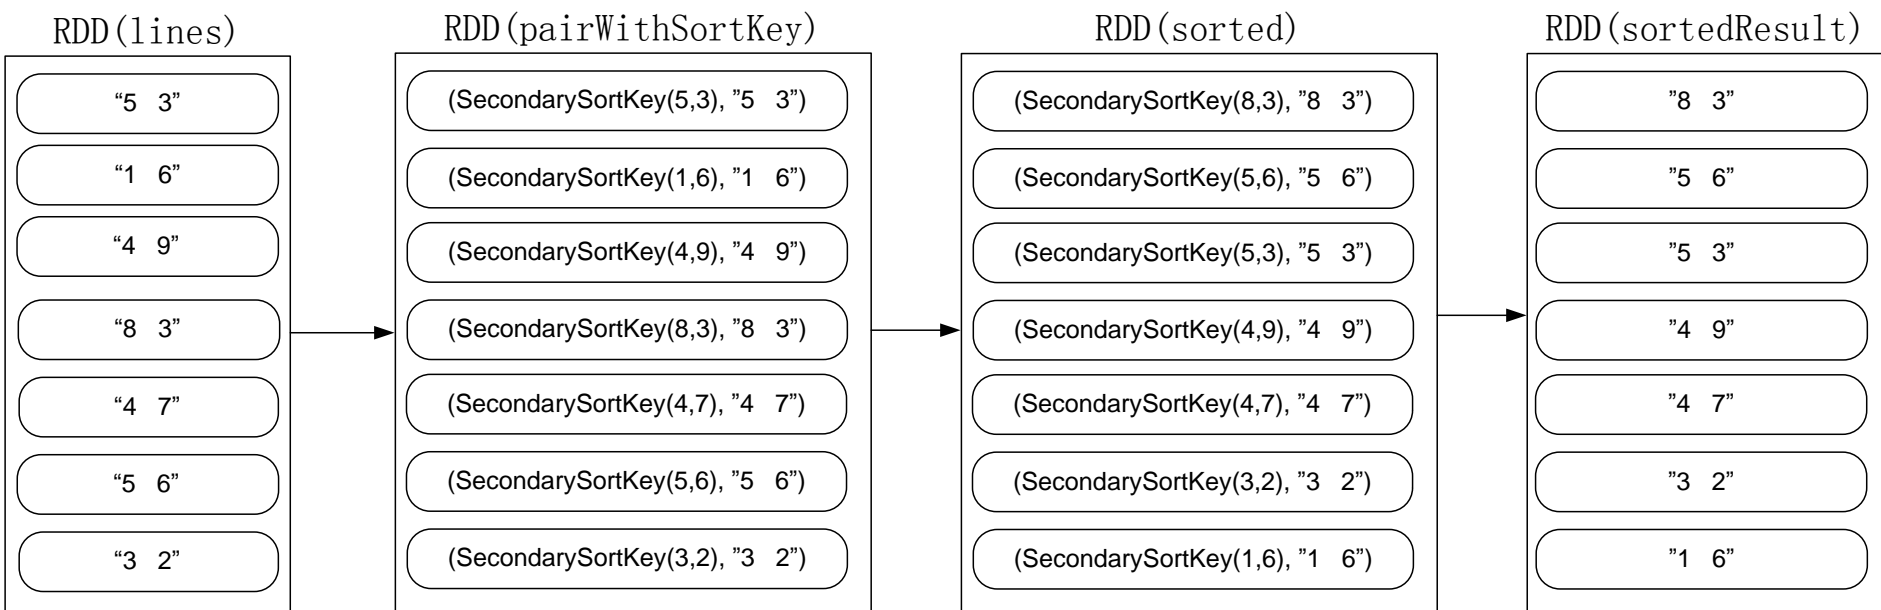 RDD(lines)
“5 3”
“1 6”
“4 9”
“8 3”
“4 7”
“5 6”
“3 2”
RDD(pairWithSortKey)
(SecondarySortKey(5,3), ”5 3”)
(SecondarySortKey(1,6), ”1 6”)
(SecondarySortKey(4,9), ”4 9”)
(SecondarySortKey(8,3), ”8 3”)
(SecondarySortKey(4,7), ”4 7”)
(SecondarySortKey(5,6), ”5 6”)
(SecondarySortKey(3,2), ”3 2”)
RDD(sorted)
(SecondarySortKey(8,3), ”8 3”)
(SecondarySortKey(5,6), ”5 6”)
(SecondarySortKey(5,3), ”5 3”)
(SecondarySortKey(4,9), ”4 9”)
(SecondarySortKey(4,7), ”4 7”)
(SecondarySortKey(3,2), ”3 2”)
(SecondarySortKey(1,6), ”1 6”)
RDD(sortedResult)
”8 3”
”5 6”
”5 3”
”4 9”
”4 7”
”3 2”
”1 6”